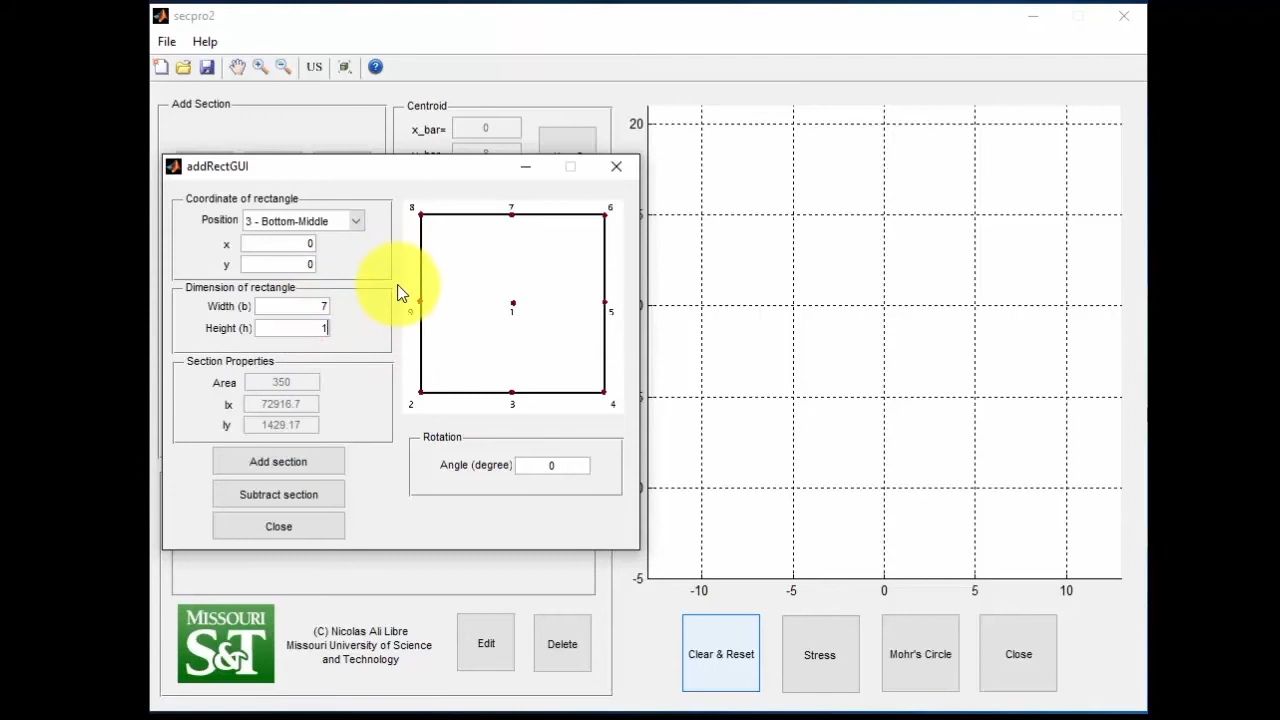 secpro2
File Help
US
Add Section
Centroid
x_bar= 0
addRectGUI
Coordinate of rectangle
Position 3 - Bottom-Middle
x 0
y 0
Dimension of rectangle
Width (b) 7
Height (h) 1
Section Properties
Area 350
Ix 72916.7
Iy 1429.17
Add section
Subtract section
Close
8 7 6
9 1 5
2 3 4
Rotation
Angle (degree) 0
20
-5
-10 -5 0 5 10
MISSOURI
S&T
(C) Nicolas Ali Libre
Missouri University of Science
and Technology
Edit
Delete
Clear & Reset
Stress
Mohr's Circle
Close